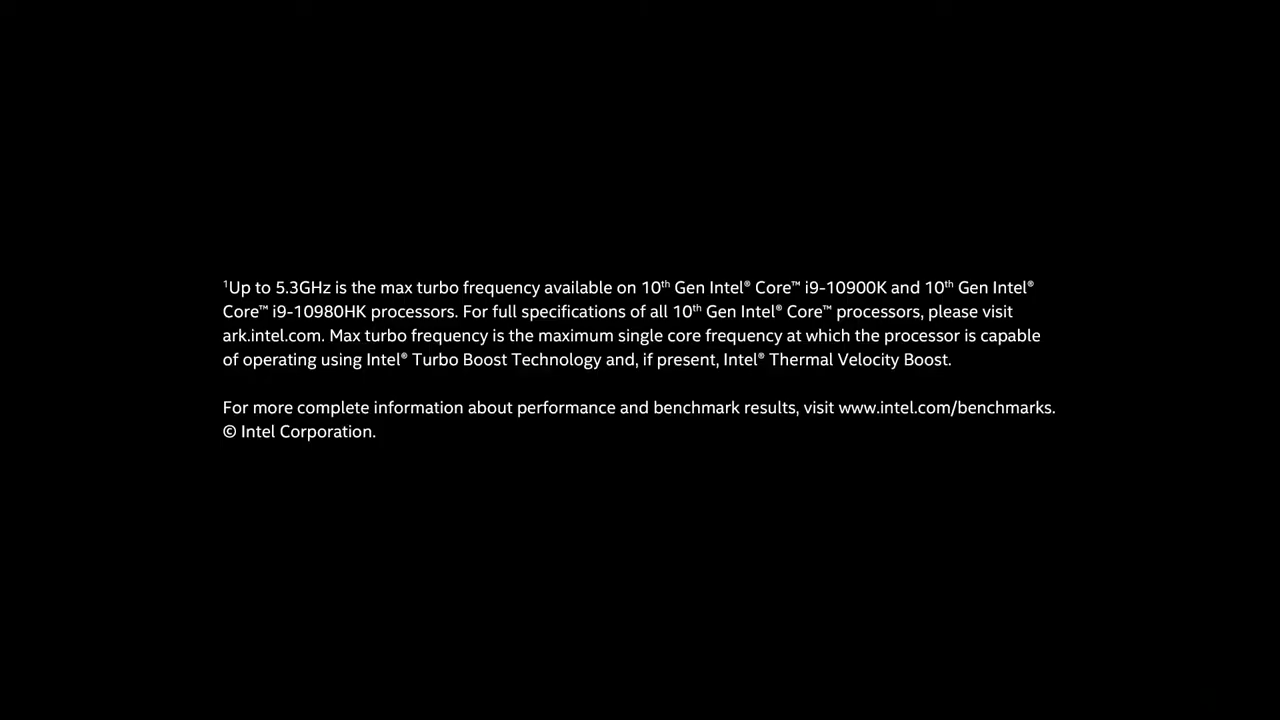 ¹Up to 5.3GHz is the max turbo frequency available on 10ᵗʰ Gen Intel® Core™ i9-10900K and 10ᵗʰ Gen Intel®
Core™ i9-10980HK processors. For full specifications of all 10ᵗʰ Gen Intel® Core™ processors, please visit
ark.intel.com. Max turbo frequency is the maximum single core frequency at which the processor is capable
of operating using Intel® Turbo Boost Technology and, if present, Intel® Thermal Velocity Boost.
For more complete information about performance and benchmark results, visit www.intel.com/benchmarks.
© Intel Corporation.